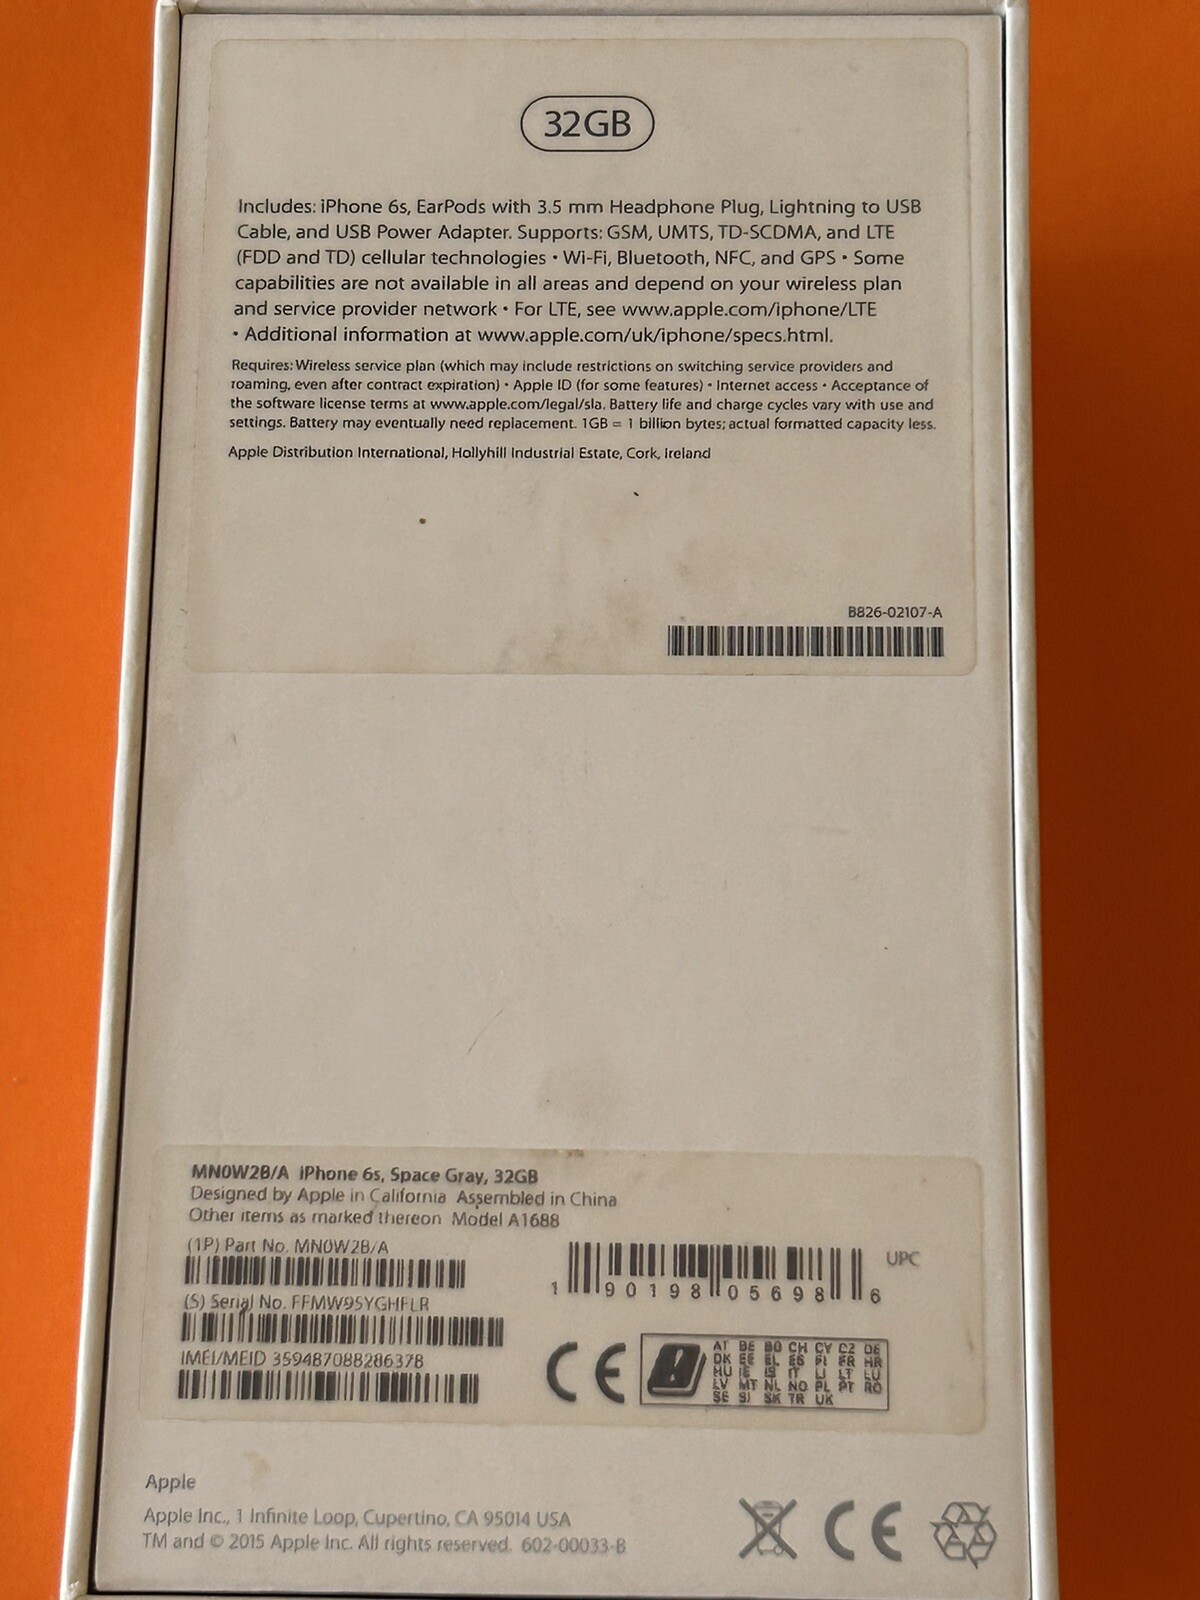 32GB
Includes: iPhone 6s, EarPods with 3.5 mm Headphone Plug, Lightning to USB
Cable, and USB Power Adapter. Supports: GSM, UMTS, TD-SCDMA, and LTE
(FDD and TD) cellular technologies • Wi-Fi, Bluetooth, NFC, and GPS • Some
capabilities are not available in all areas and depend on your wireless plan
and service provider network • For LTE, see www.apple.com/iphone/LTE
• Additional information at www.apple.com/uk/iphone/specs.html.
Requires: Wireless service plan (which may include restrictions on switching service providers and
roaming, even after contract expiration) • Apple ID (for some features) • Internet access • Acceptance of
the software license terms at www.apple.com/legal/sla. Battery life and charge cycles vary with use and
settings. Battery may eventually need replacement. 1GB = 1 billion bytes; actual formatted capacity less.
Apple Distribution International, Hollyhill Industrial Estate, Cork, Ireland
B826-02107-A
MN0W2B/A iPhone 6s, Space Gray, 32GB
Designed by Apple in California Assembled in China
Other items as marked thereon Model A1688
(1P) Part No. MN0W2B/A
UPC
1 90198 05698 6
(S) Serial No. FFMW95YGHFLR
IMEI/MEID 359487088286378
CE
AT BE BG CH CY CZ DE
DK EE EL ES FI FR HR
HU IE IS IT LI LT LU
LV MT NL NO PL PT RO
SE SI SK TR UK
Apple
Apple Inc., 1 Infinite Loop, Cupertino, CA 95014 USA
TM and © 2015 Apple Inc. All rights reserved. 602-00033-B
CE